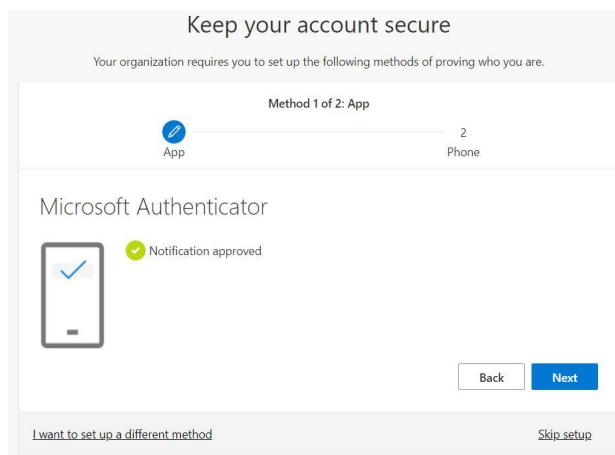 Keep your account secure
Your organization requires you to set up the following methods of proving who you are.
Method 1 of 2: App
App
2
Phone
Microsoft Authenticator
Notification approved
Back
Next
I want to set up a different method
Skip setup